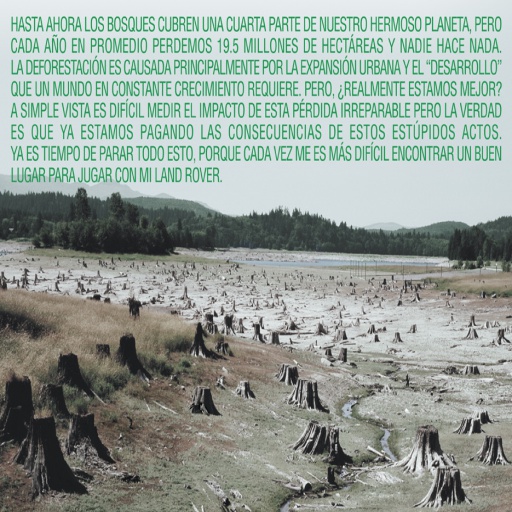 HASTA AHORA LOS BOSQUES CUBREN UNA CUARTA PARTE DE NUESTRO HERMOSO PLANETA, PERO
CADA AÑO EN PROMEDIO PERDEMOS 19.5 MILLONES DE HECTÁREAS Y NADIE HACE NADA.
LA DEFORESTACIÓN ES CAUSADA PRINCIPALMENTE POR LA EXPANSIÓN URBANA Y EL “DESARROLLO”
QUE UN MUNDO EN CONSTANTE CRECIMIENTO REQUIERE. PERO, ¿REALMENTE ESTAMOS MEJOR?
A SIMPLE VISTA ES DIFÍCIL MEDIR EL IMPACTO DE ESTA PÉRDIDA IRREPARABLE PERO LA VERDAD
ES QUE YA ESTAMOS PAGANDO LAS CONSECUENCIAS DE ESTOS ESTÚPIDOS ACTOS.
YA ES TIEMPO DE PARAR TODO ESTO, PORQUE CADA VEZ ME ES MÁS DIFÍCIL ENCONTRAR UN BUEN
LUGAR PARA JUGAR CON MI LAND ROVER.